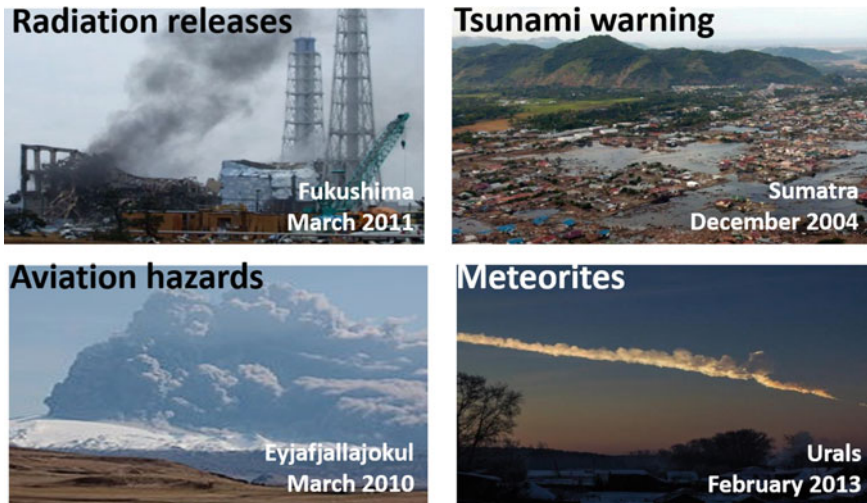 Radiation releases
Fukushima
March 2011
Tsunami warning
Sumatra
December 2004
Aviation hazards
Eyjafjallajokul
March 2010
Meteorites
Urals
February 2013